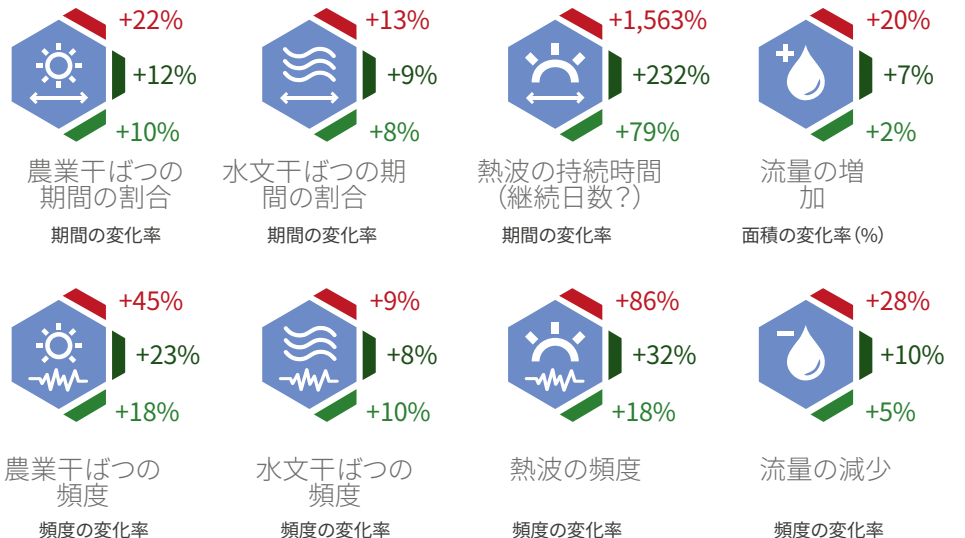 +22%
+12%
+10%
農業干ばつの
期間の割合
期間の変化率
+13%
+9%
+8%
水文干ばつの期
間の割合
期間の変化率
+1,563%
+232%
+79%
熱波の持続時間
（継続日数？）
期間の変化率
+20%
+7%
+2%
流量の増
加
面積の変化率（%）
+45%
+23%
+18%
農業干ばつの
頻度
頻度の変化率
+9%
+8%
+10%
水文干ばつの
頻度
頻度の変化率
+86%
+32%
+18%
熱波の頻度
頻度の変化率
+28%
+10%
+5%
流量の減少
頻度の変化率